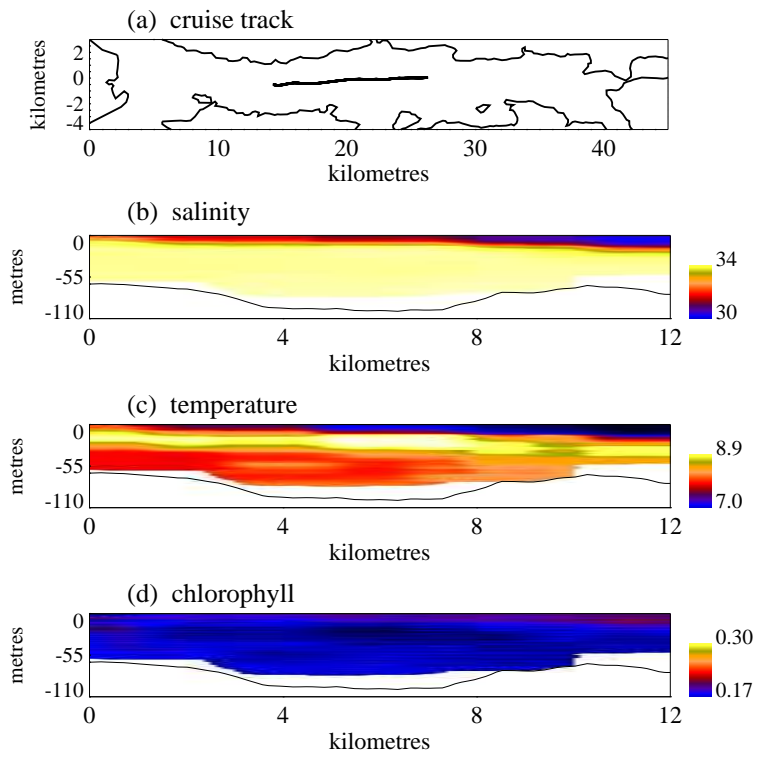 (a) cruise track
kilometres
2
0
-2
-4
0 10 20 30 40
kilometres
(b) salinity
metres
0
-55
-110
34
30
0 4 8 12
kilometres
(c) temperature
metres
0
-55
-110
8.9
7.0
0 4 8 12
kilometres
(d) chlorophyll
metres
0
-55
-110
0.30
0.17
0 4 8 12
kilometres